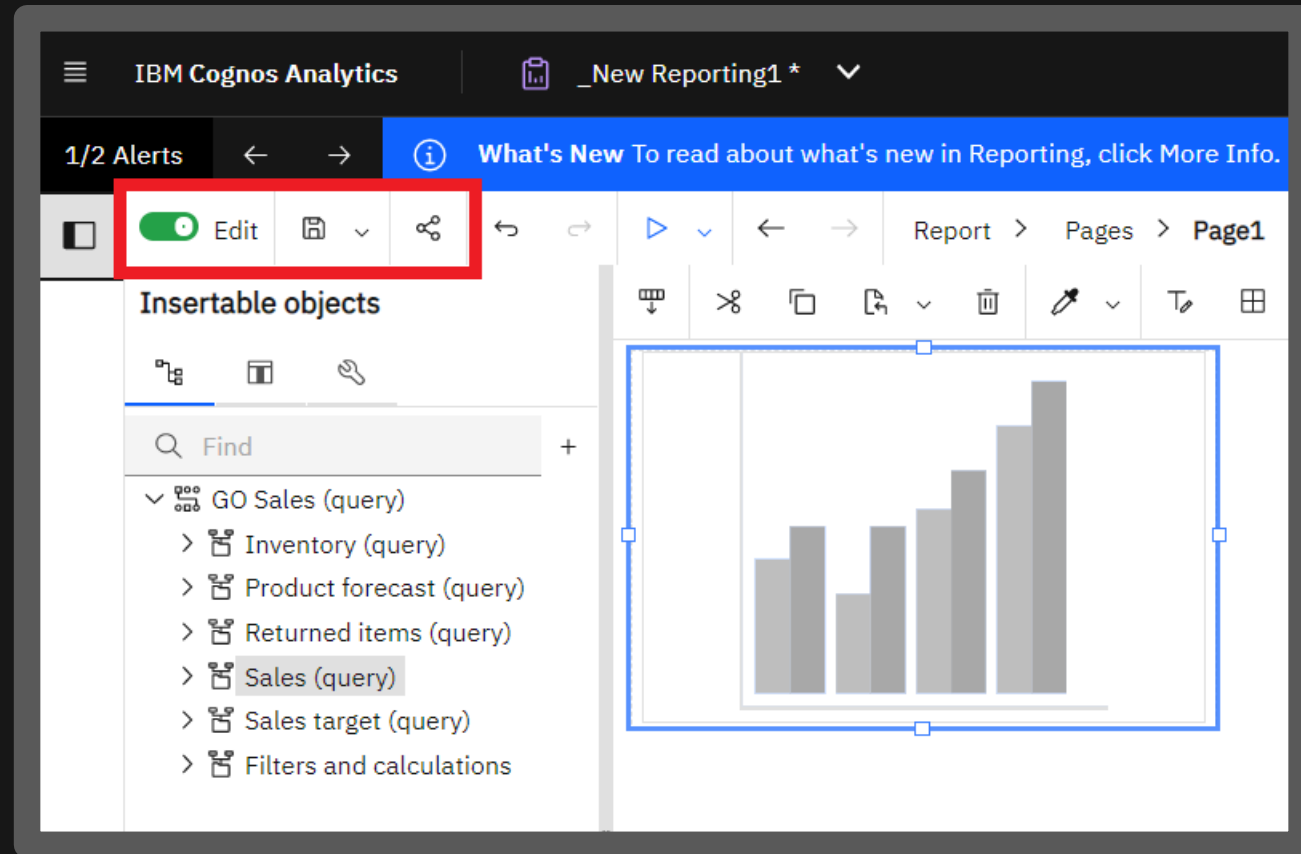 IBM Cognos Analytics
_New Reporting1 *
1/2 Alerts
What's New To read about what's new in Reporting, click More Info.
Edit
Report > Pages > Page1
Insertable objects
Find
GO Sales (query)
Inventory (query)
Product forecast (query)
Returned items (query)
Sales (query)
Sales target (query)
Filters and calculations